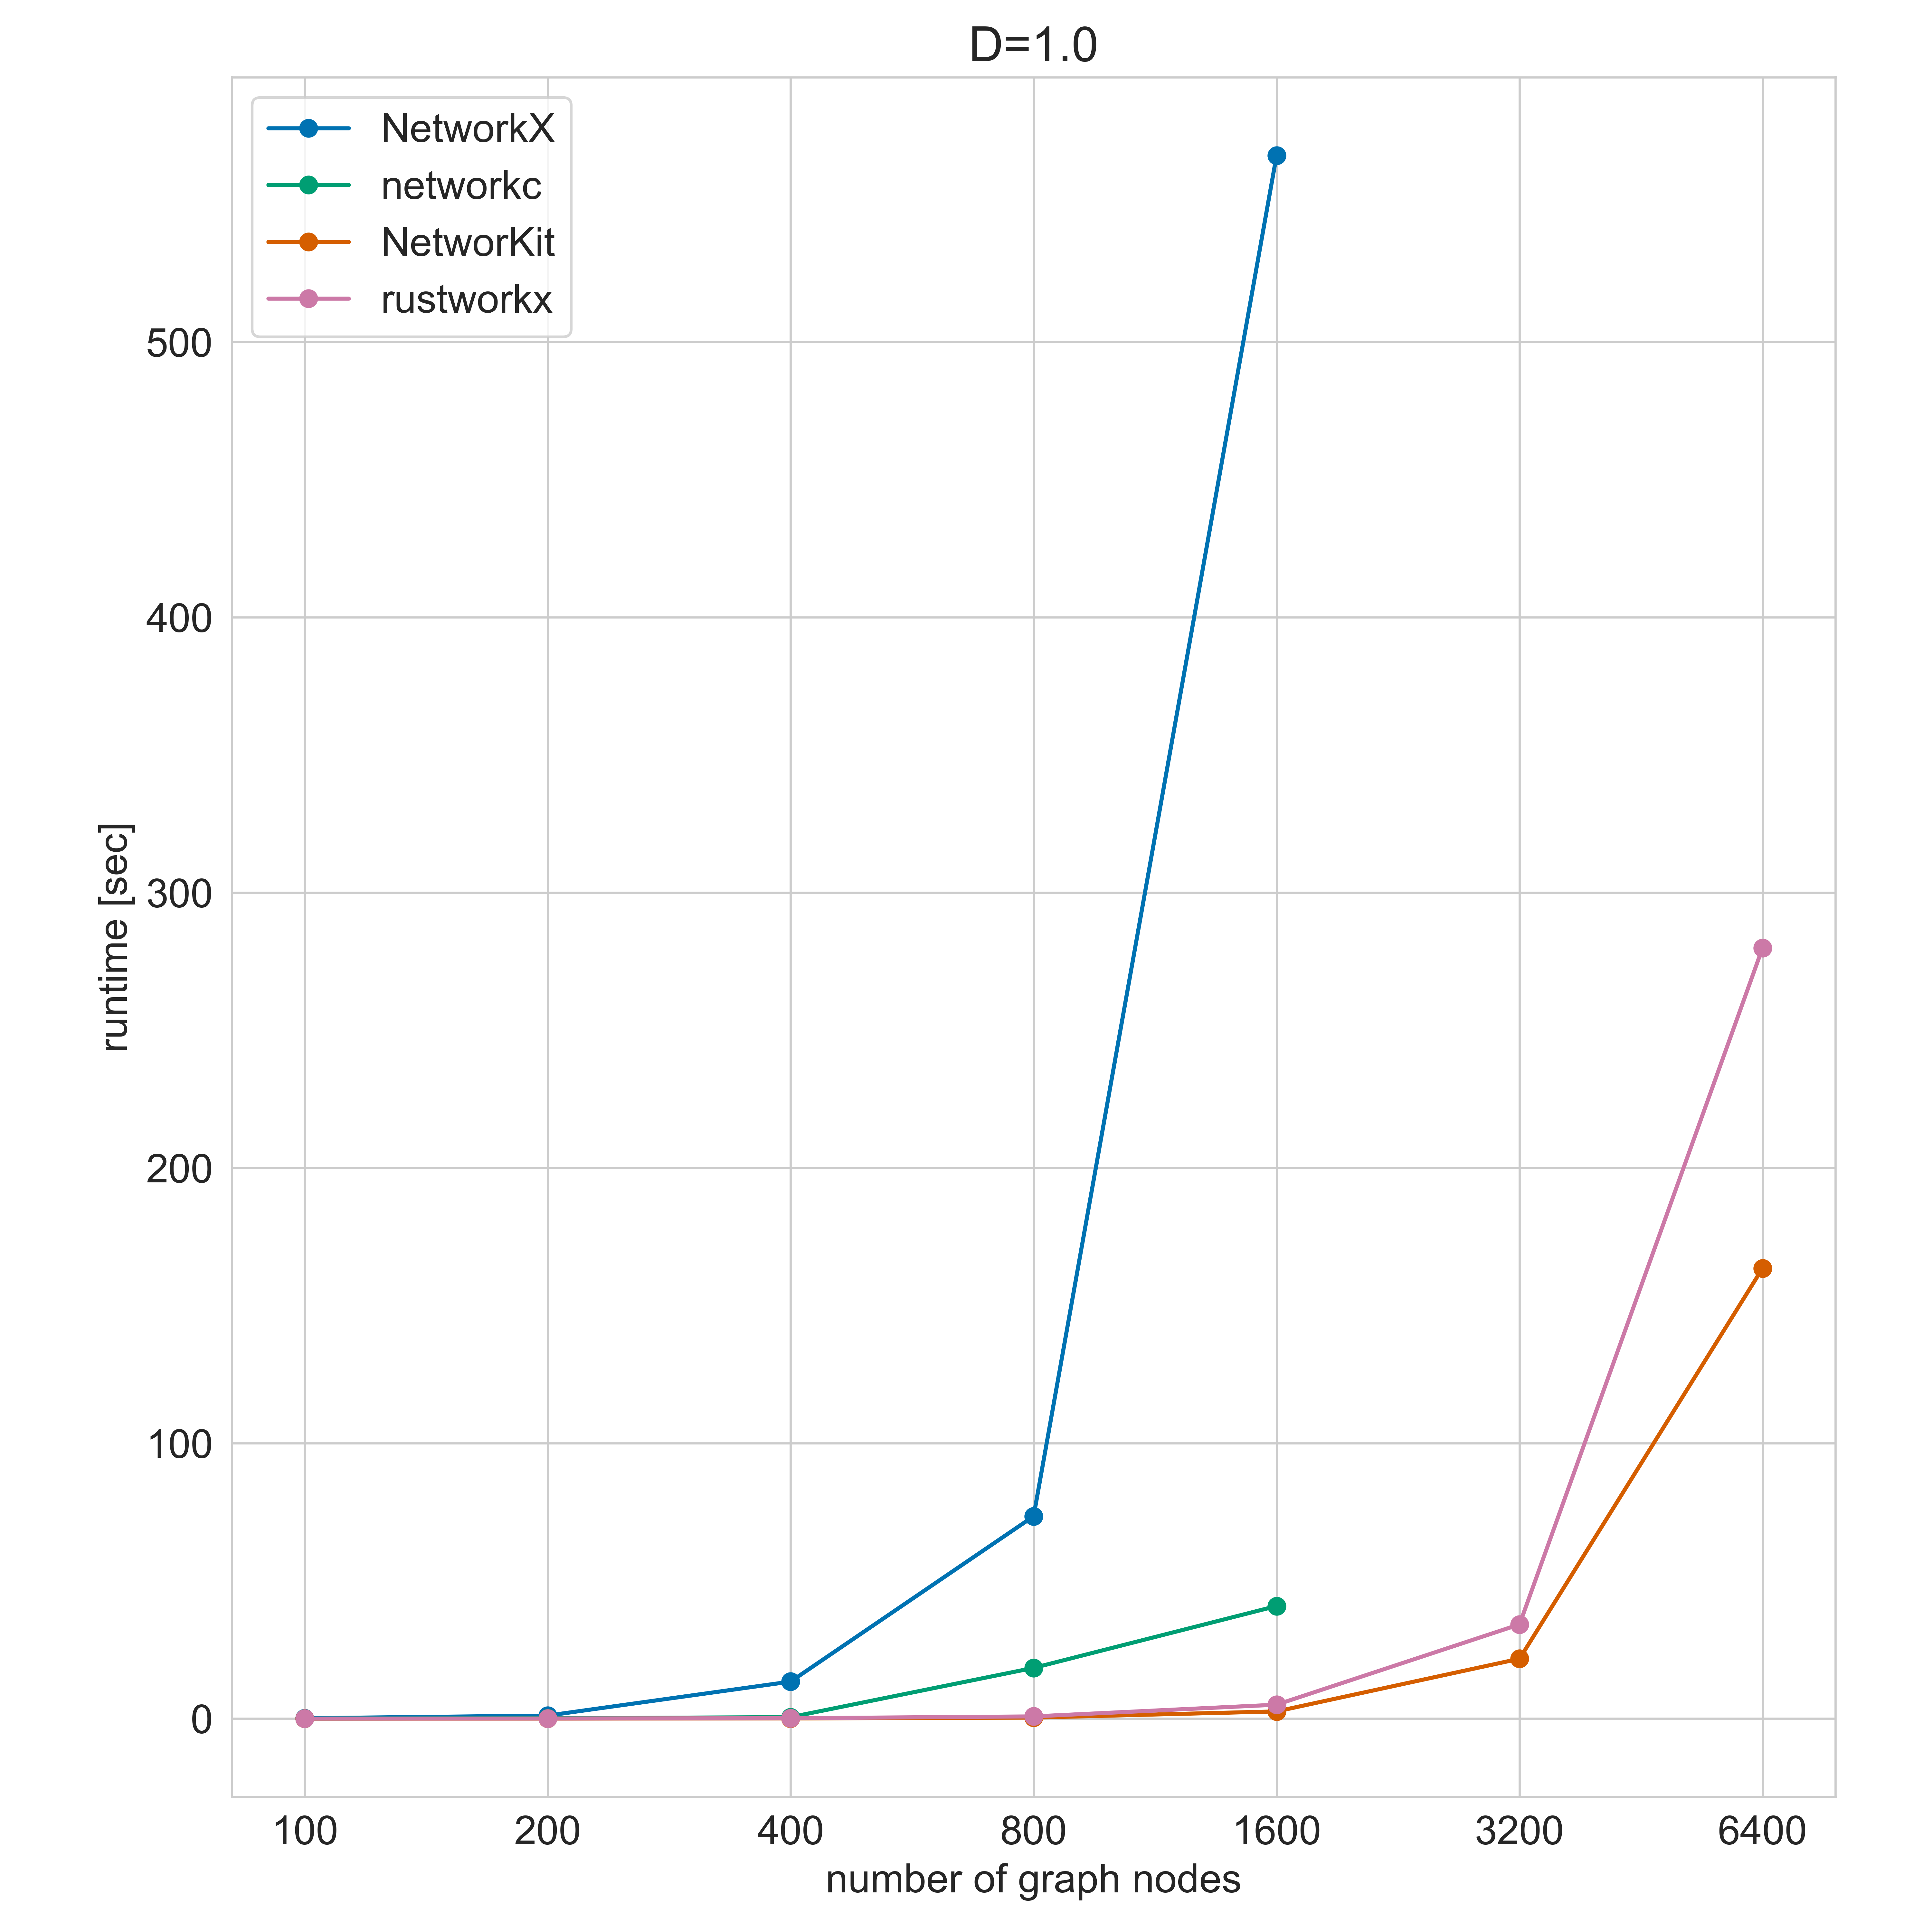 D=1.0
NetworkX
networkc
NetworKit
rustworkx
500
400
300
200
100
0
runtime [sec]
100 200 400 800 1600 3200 6400
number of graph nodes